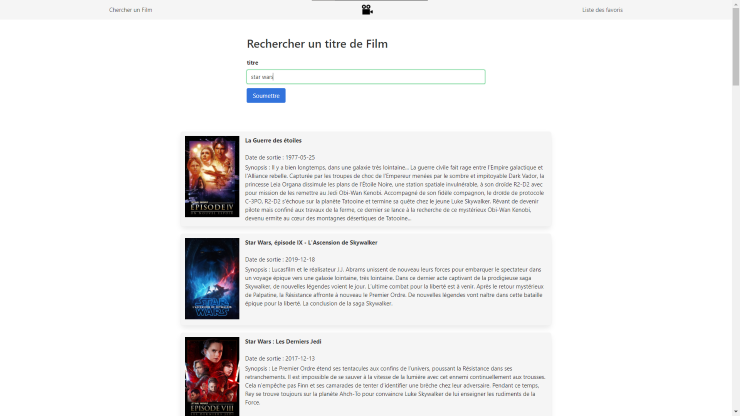 Chercher un Film
Liste des favoris
Rechercher un titre de Film
titre
star wars
Soumettre
La Guerre des étoiles
Date de sortie : 1977-05-25
Synopsis : Il y a bien longtemps, dans une galaxie très lointaine... La guerre civile fait rage entre l'Empire galactique et
l'Alliance rebelle. Capturée par les troupes de choc de l'Empereur menées par le sombre et impitoyable Dark Vador, la
princesse Leia Organa dissimule les plans de l'Étoile Noire, une station spatiale invulnérable, à son droïde R2-D2 avec
pour mission de les remettre au Jedi Obi-Wan Kenobi. Accompagné de son fidèle compagnon, le droïde de protocole
C-3PO, R2-D2 s'échoue sur la planète Tatooine et termine sa quête chez le jeune Luke Skywalker. Rêvant de devenir
pilote mais confiné aux travaux de la ferme, ce dernier se lance à la recherche de ce mystérieux Obi-Wan Kenobi,
devenu ermite au cœur des montagnes désertiques de Tatooine...
EPISODE IV
Star Wars, épisode IX - L'Ascension de Skywalker
Date de sortie : 2019-12-18
Synopsis : Lucasfilm et le réalisateur J.J. Abrams unissent de nouveau leurs forces pour embarquer le spectateur dans
un voyage épique vers une galaxie lointaine, très lointaine. Dans ce dernier acte captivant de la prodigieuse saga
Skywalker, de nouvelles légendes voient le jour. L'ultime combat pour la liberté est à venir. Après le retour mystérieux
de Palpatine, la Résistance affronte à nouveau le Premier Ordre. De nouvelles légendes vont naître dans cette bataille
épique pour la liberté. La conclusion de la saga Skywalker.
STAR
WARS
Star Wars : Les Derniers Jedi
Date de sortie : 2017-12-13
Synopsis : Le Premier Ordre étend ses tentacules aux confins de l'univers, poussant la Résistance dans ses
retranchements. Il est impossible de se sauver à la vitesse de la lumière avec cet ennemi continuellement aux trousses.
Cela n'empêche pas Finn et ses camarades de tenter d'identifier une brèche chez leur adversaire. Pendant ce temps,
Rey se trouve toujours sur la planète Ahch-To pour convaincre Luke Skywalker de lui enseigner les rudiments de la
Force.
EPISODE VIII